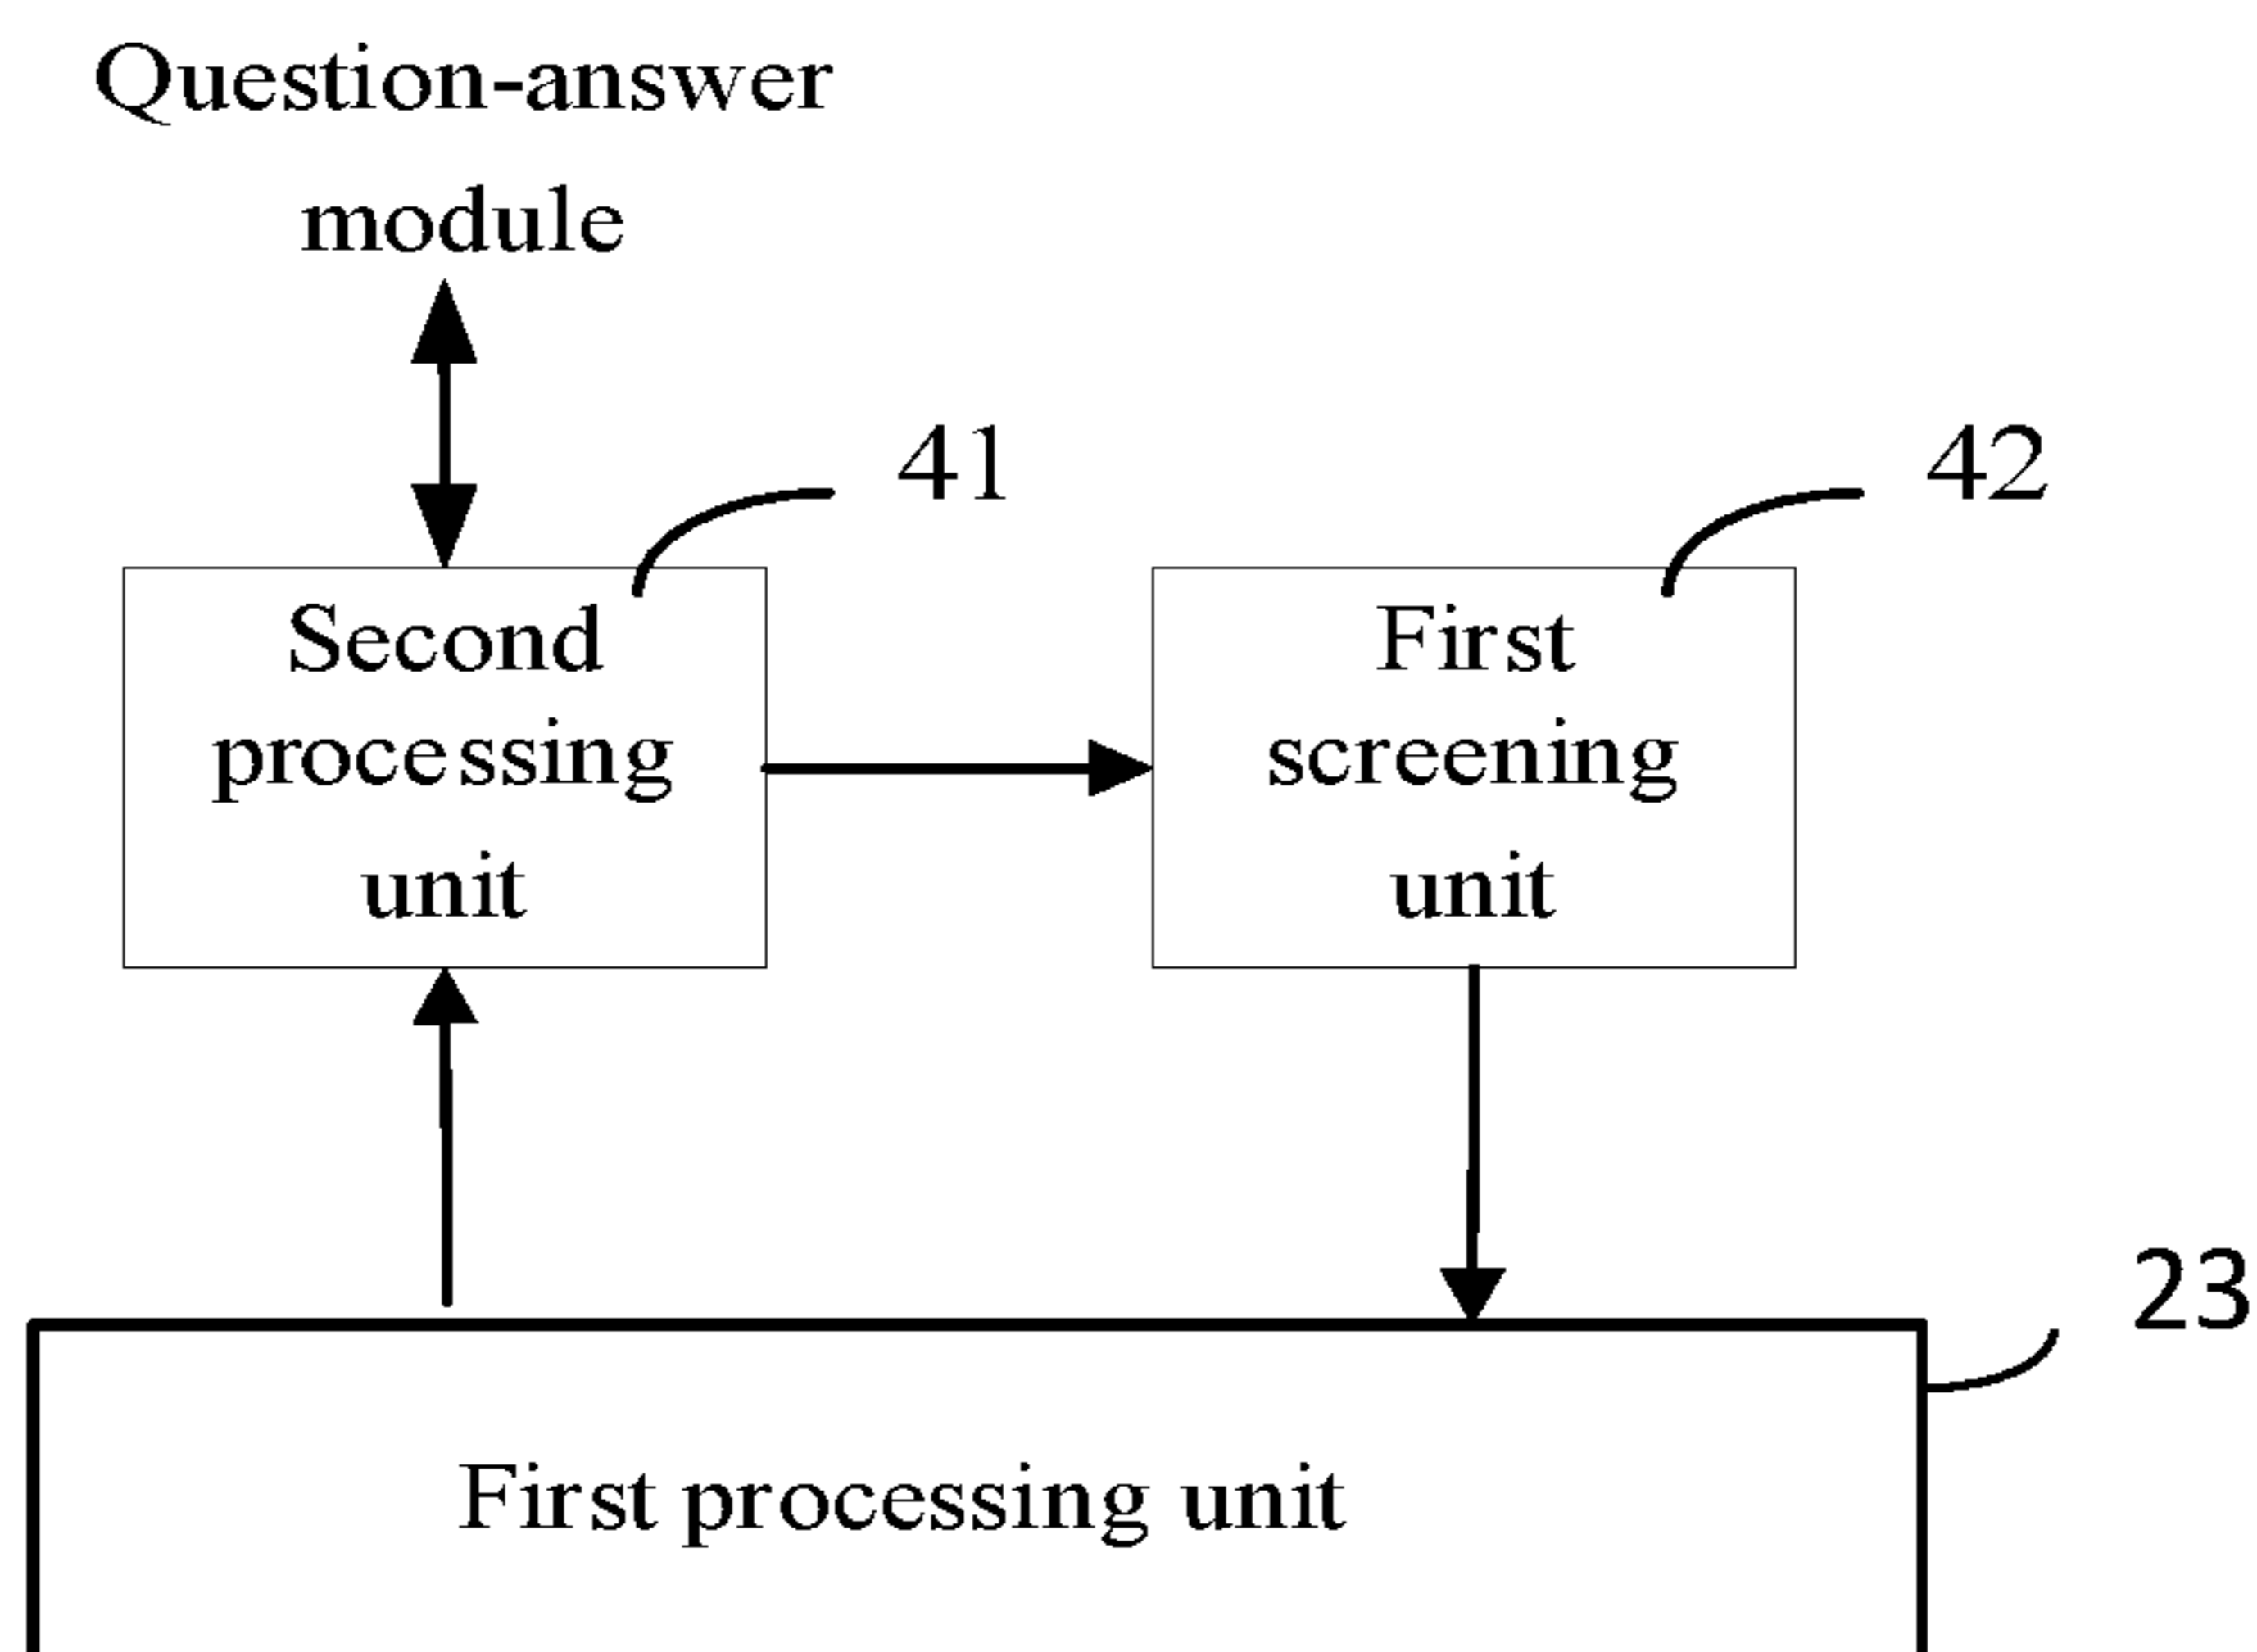 Question-answer
module
41
42
Second
processing
unit
First
screening
unit
23
First processing unit